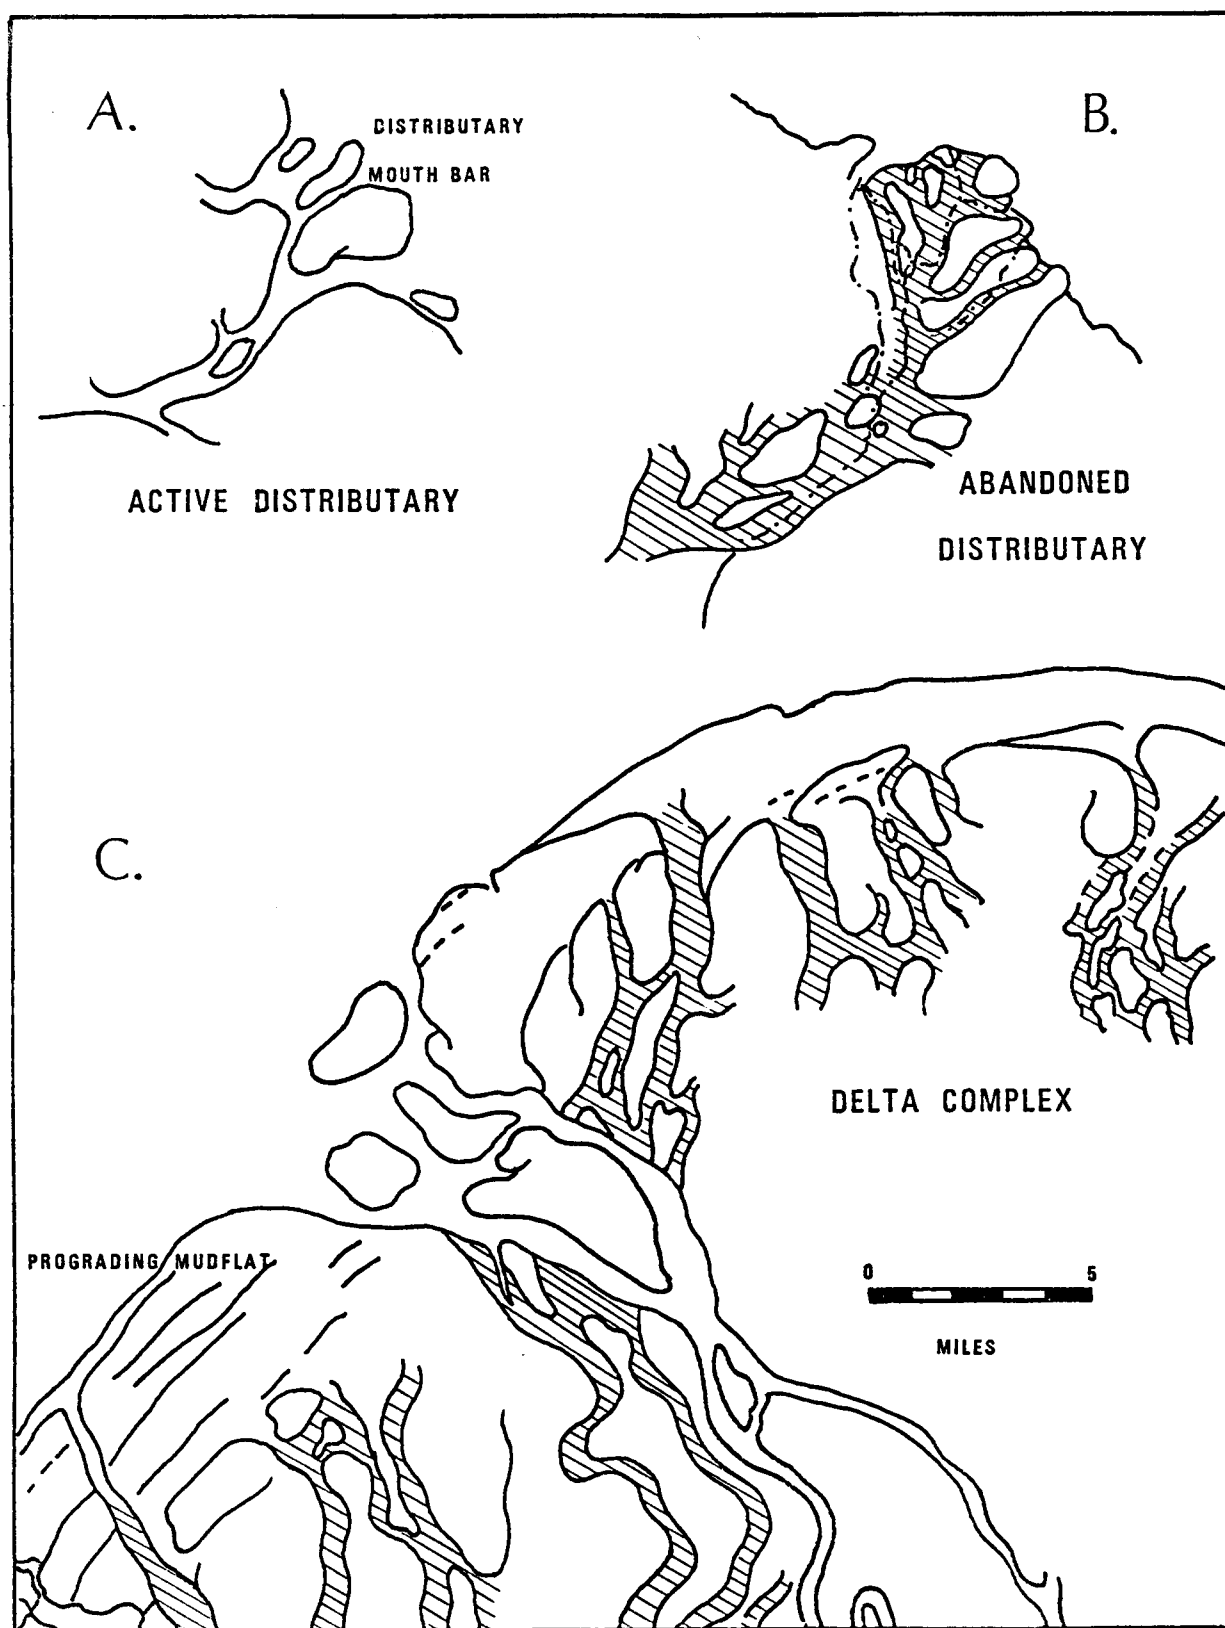 A.
DISTRIBUTARY
MOUTH BAR
B.
ACTIVE DISTRIBUTARY
ABANDONED
DISTRIBUTARY
C.
DELTA COMPLEX
PROGRADING MUDFLAT
0 5
MILES